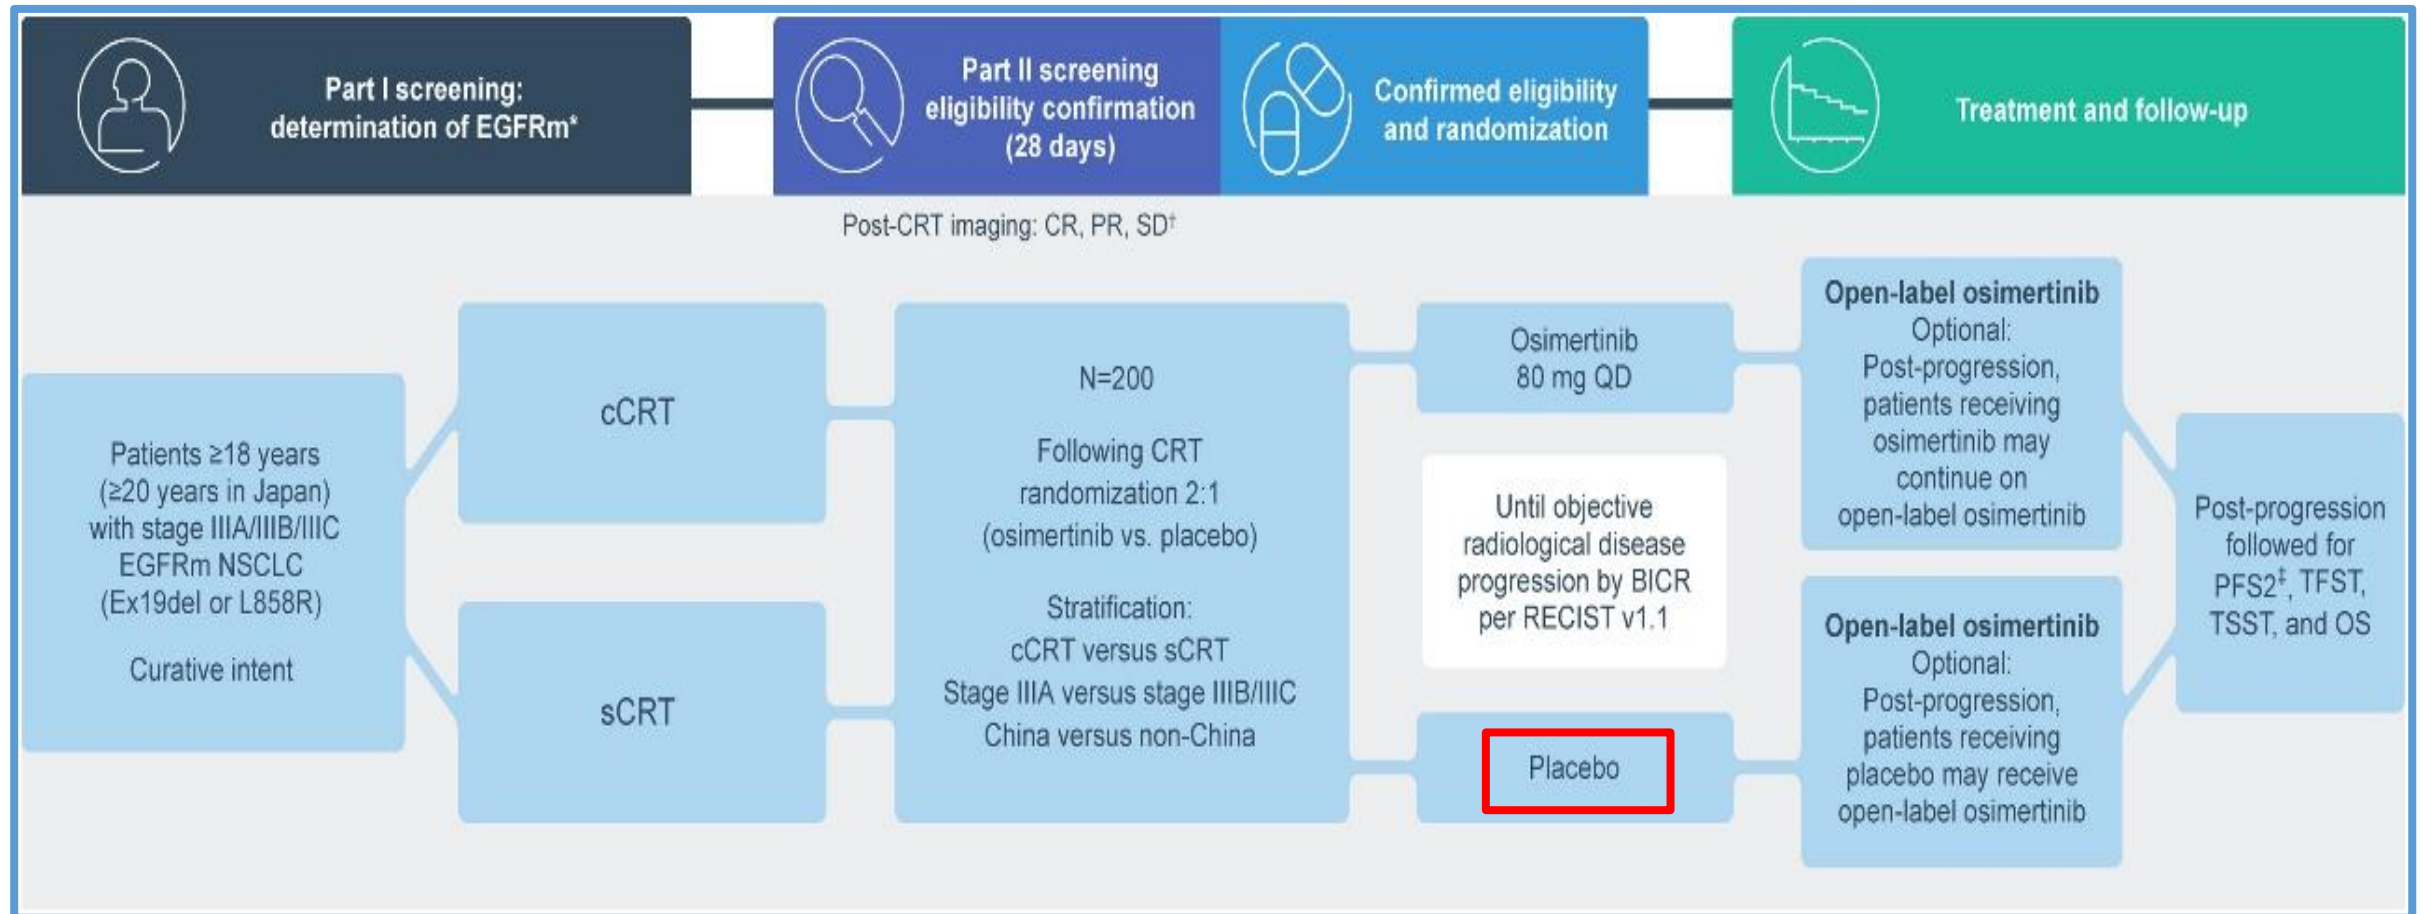 Part I screening:
determination of EGFRm*
Part II screening
eligibility confirmation
(28 days)
Confirmed eligibility
and randomization
Treatment and follow-up
Post-CRT imaging: CR, PR, SD†
Patients ≥18 years
(≥20 years in Japan)
with stage IIIA/IIIB/IIIC
EGFRm NSCLC
(Ex19del or L858R)
Curative intent
cCRT
sCRT
N=200
Following CRT
randomization 2:1
(osimertinib vs. placebo)
Stratification:
cCRT versus sCRT
Stage IIIA versus stage IIIB/IIIC
China versus non-China
Osimertinib
80 mg QD
Until objective
radiological disease
progression by BICR
per RECIST v1.1
Placebo
Open-label osimertinib
Optional:
Post-progression,
patients receiving
osimertinib may
continue on
open-label osimertinib
Open-label osimertinib
Optional:
Post-progression,
patients receiving
placebo may receive
open-label osimertinib
Post-progression
followed for
PFS2‡, TFST,
TSST, and OS